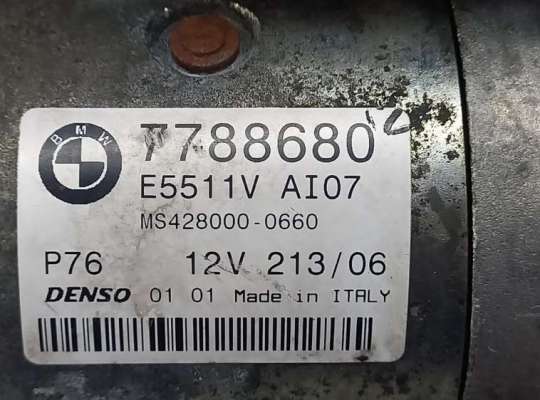 BMW
7788680
E5511V AI07
MS428000-0660
P76 12V 213/06
DENSO 01 01 Made in ITALY